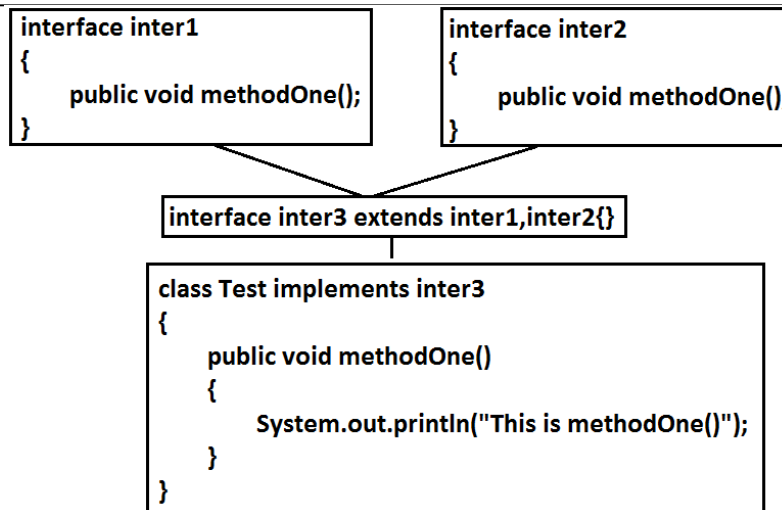 interface inter1
{
public void methodOne();
}
interface inter2
{
public void methodOne()
}
interface inter3 extends inter1,inter2{}
class Test implements inter3
{
public void methodOne()
{
System.out.println("This is methodOne()");
}
}